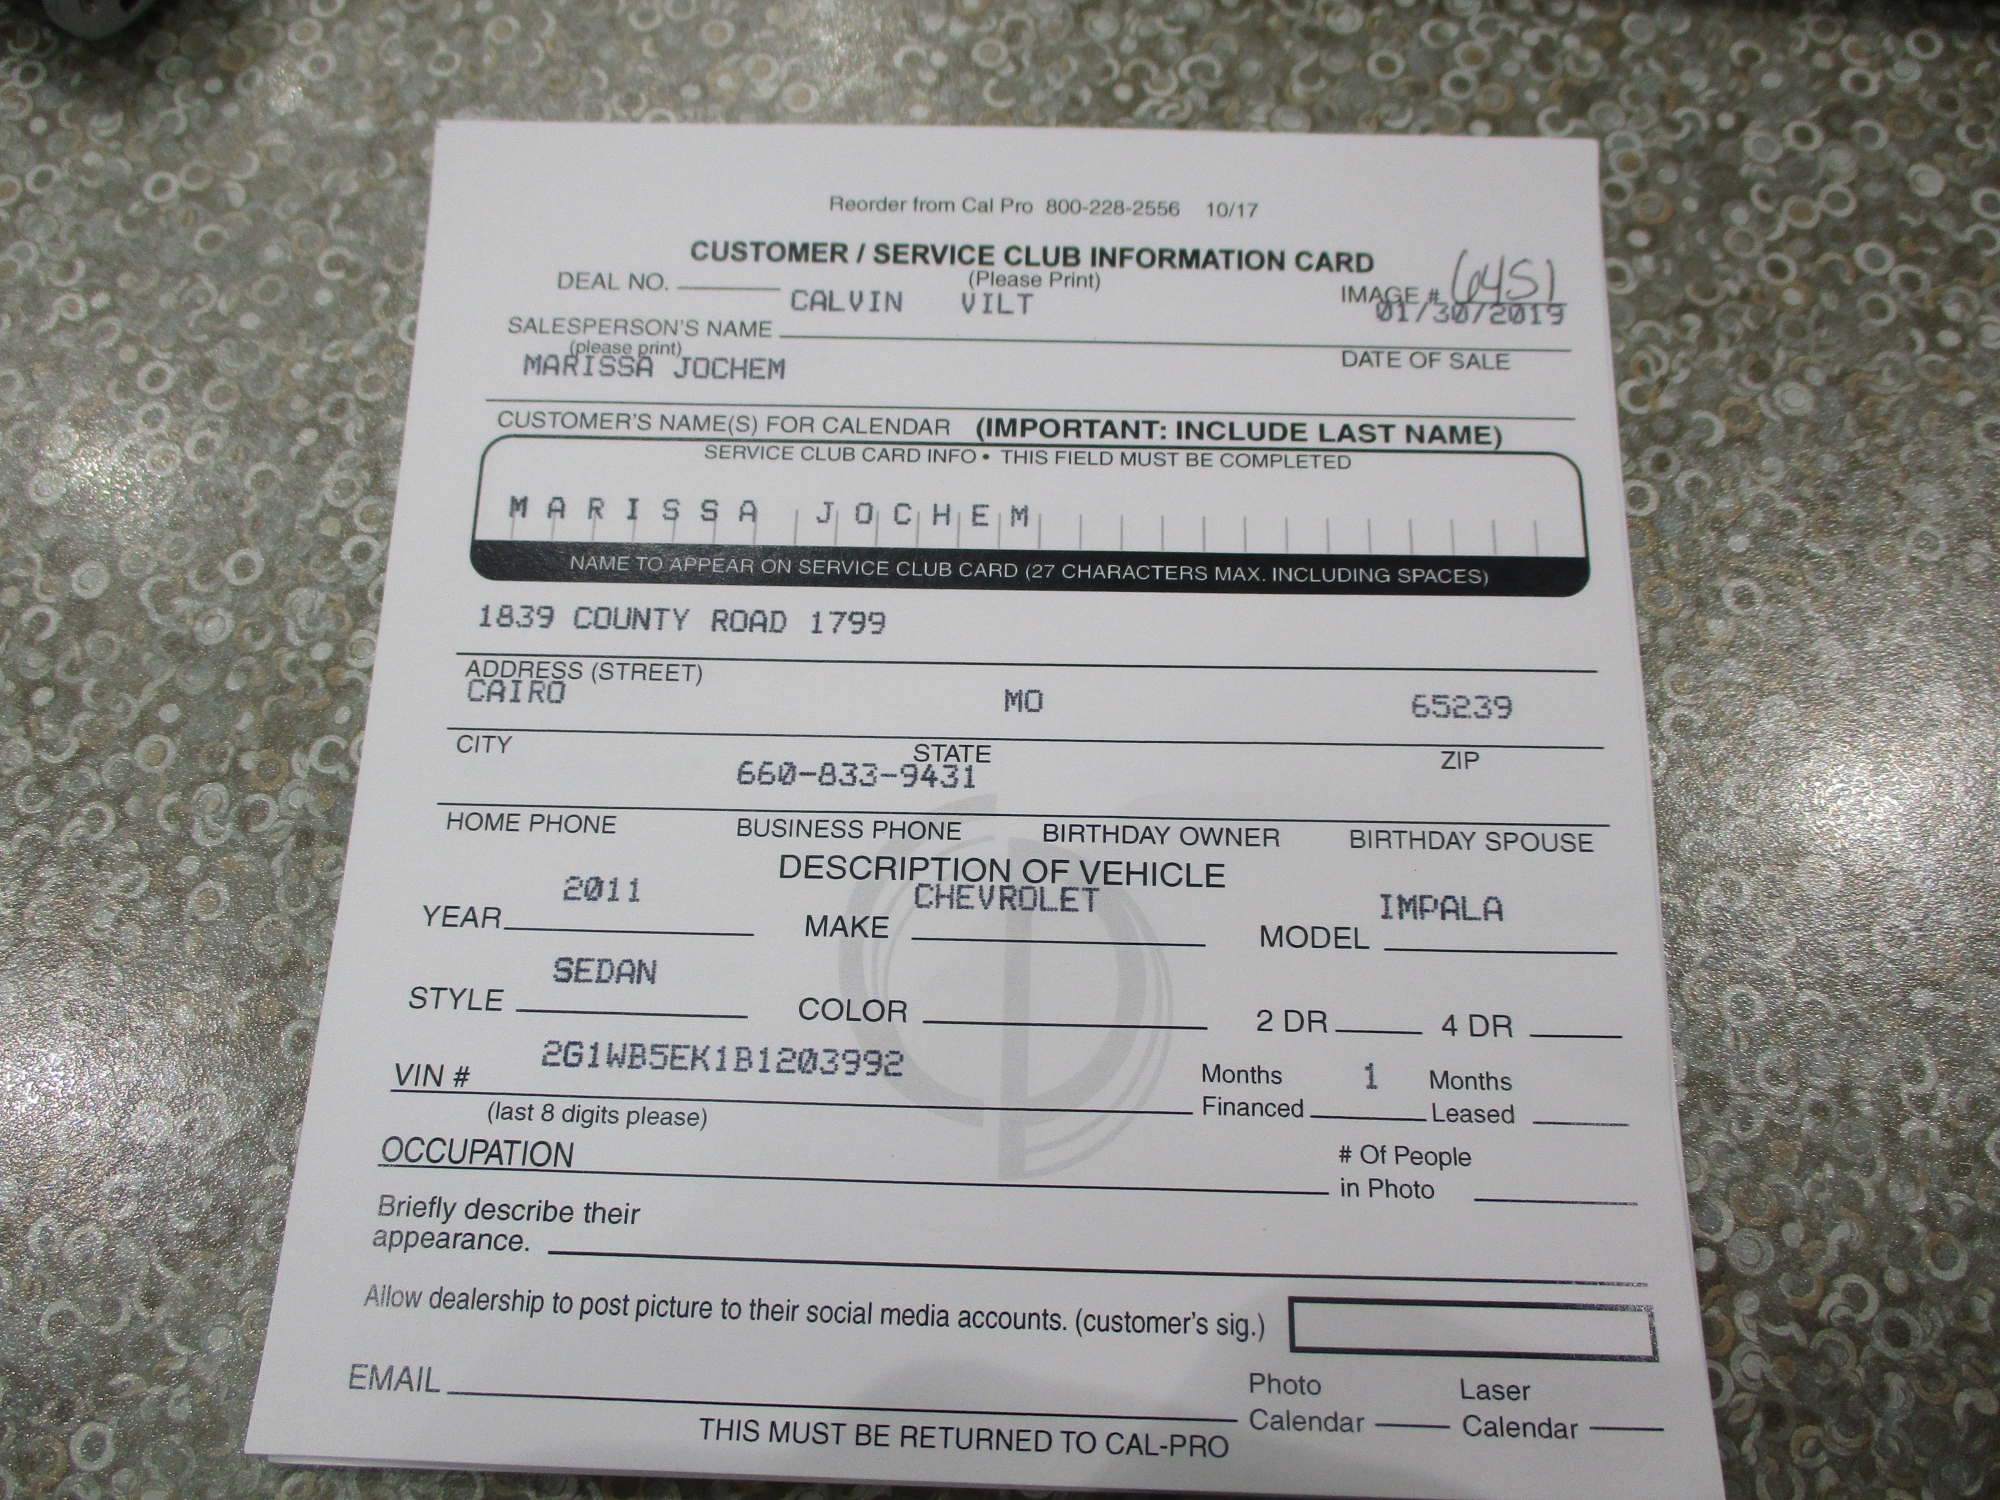 Reorder from Cal Pro 800-228-2556 10/17
CUSTOMER / SERVICE CLUB INFORMATION CARD
DEAL NO. (Please Print) IMAGE # 6451
CALVIN VILT 01/30/2019
SALESPERSON'S NAME
(please print) DATE OF SALE
MARISSA JOCHEM
CUSTOMER'S NAME(S) FOR CALENDAR (IMPORTANT: INCLUDE LAST NAME)
SERVICE CLUB CARD INFO • THIS FIELD MUST BE COMPLETED
MARISSA JOCHEM
NAME TO APPEAR ON SERVICE CLUB CARD (27 CHARACTERS MAX. INCLUDING SPACES)
1839 COUNTY ROAD 1799
ADDRESS (STREET)
CAIRO MO 65239
CITY STATE ZIP
660-833-9431
HOME PHONE BUSINESS PHONE BIRTHDAY OWNER BIRTHDAY SPOUSE
DESCRIPTION OF VEHICLE
2011 CHEVROLET IMPALA
YEAR MAKE MODEL
SEDAN
STYLE COLOR 2 DR 4 DR
VIN # 2G1WB5EK1B1203992 Months Financed 1 Months Leased
(last 8 digits please)
OCCUPATION # Of People in Photo
Briefly describe their
appearance.
Allow dealership to post picture to their social media accounts. (customer's sig.)
EMAIL Photo Calendar Laser Calendar
THIS MUST BE RETURNED TO CAL-PRO